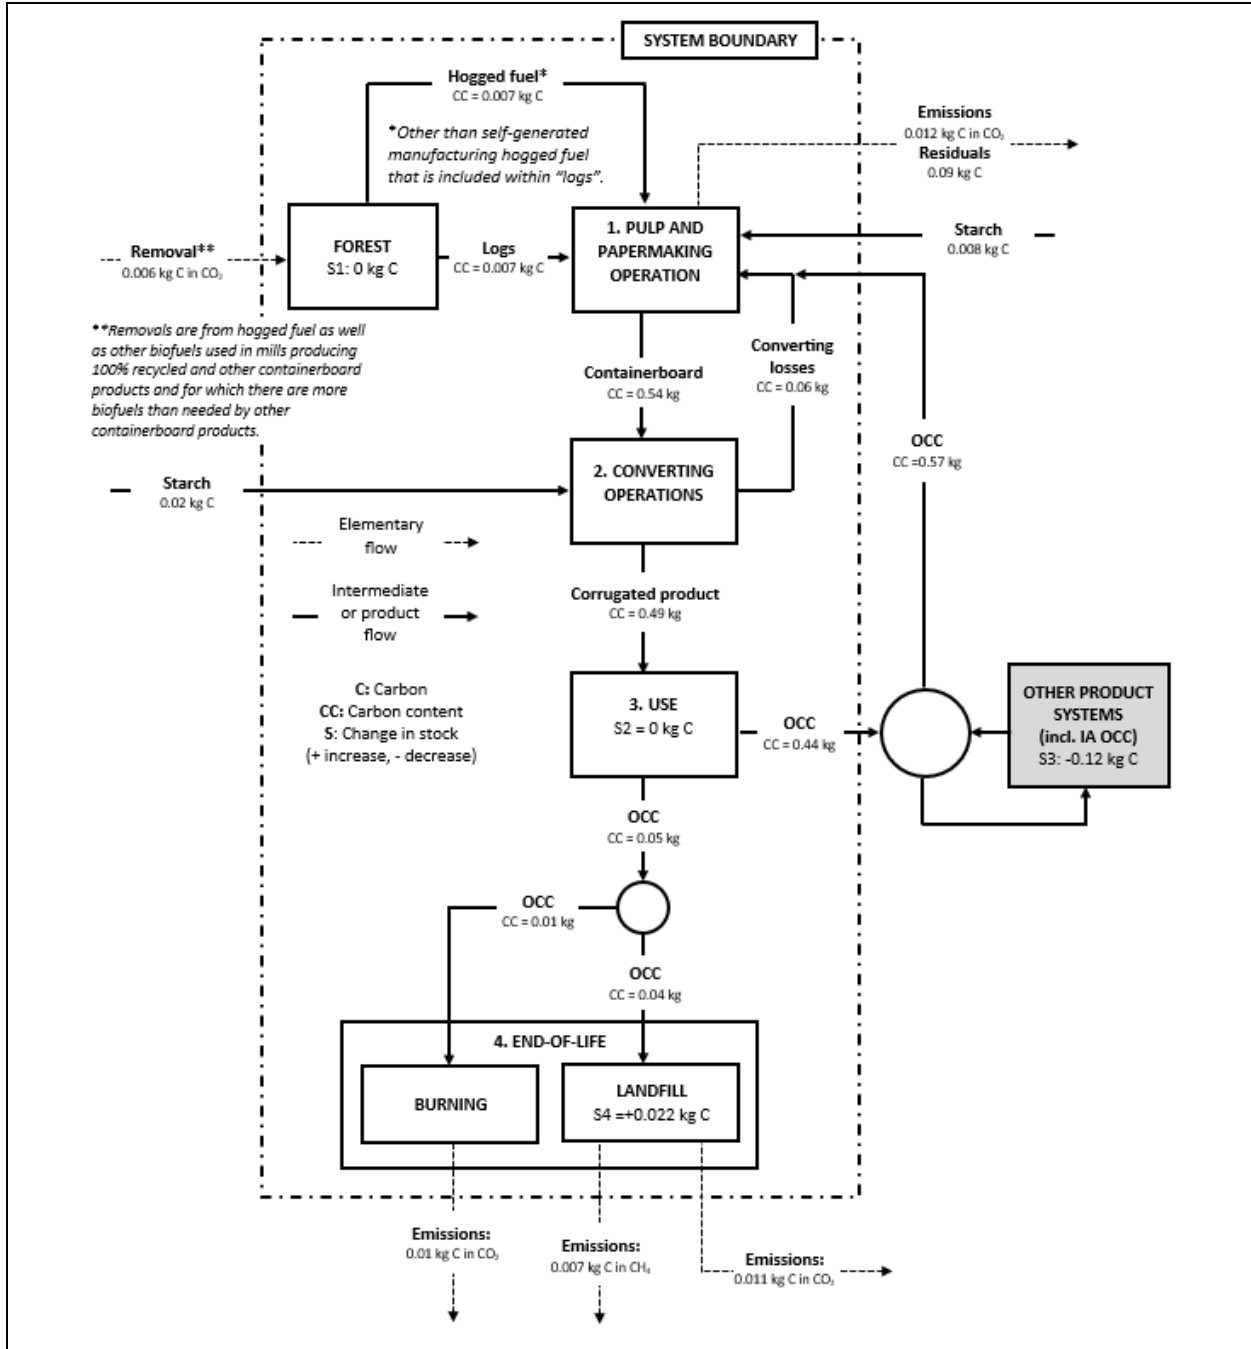 SYSTEM BOUNDARY
Hogged fuel*
CC = 0.007 kg C
*Other than self-generated
manufacturing hogged fuel
that is included within “logs”.
Emissions
0.012 kg C in CO₂
Residuals
0.09 kg C
Removal**
0.006 kg C in CO₂
FOREST
S1: 0 kg C
Logs
CC = 0.007 kg C
1. PULP AND
PAPERMAKING
OPERATION
Starch
0.008 kg C
**Removals are from hogged fuel as well
as other biofuels used in mills producing
100% recycled and other containerboard
products and for which there are more
biofuels than needed by other
containerboard products.
Containerboard
CC = 0.54 kg
Converting
losses
CC = 0.06 kg
OCC
CC =0.57 kg
Starch
0.02 kg C
2. CONVERTING
OPERATIONS
Elementary
flow
Intermediate
or product
flow
Corrugated product
CC = 0.49 kg
C: Carbon
CC: Carbon content
S: Change in stock
(+ increase, - decrease)
3. USE
S2 = 0 kg C
OCC
CC = 0.44 kg
OTHER PRODUCT
SYSTEMS
(incl. IA OCC)
S3: -0.12 kg C
OCC
CC = 0.05 kg
OCC
CC = 0.01 kg
OCC
CC = 0.04 kg
4. END-OF-LIFE
BURNING
LANDFILL
S4 =+0.022 kg C
Emissions:
0.01 kg C in CO₂
Emissions:
0.007 kg C in CH₄
Emissions:
0.011 kg C in CO₂